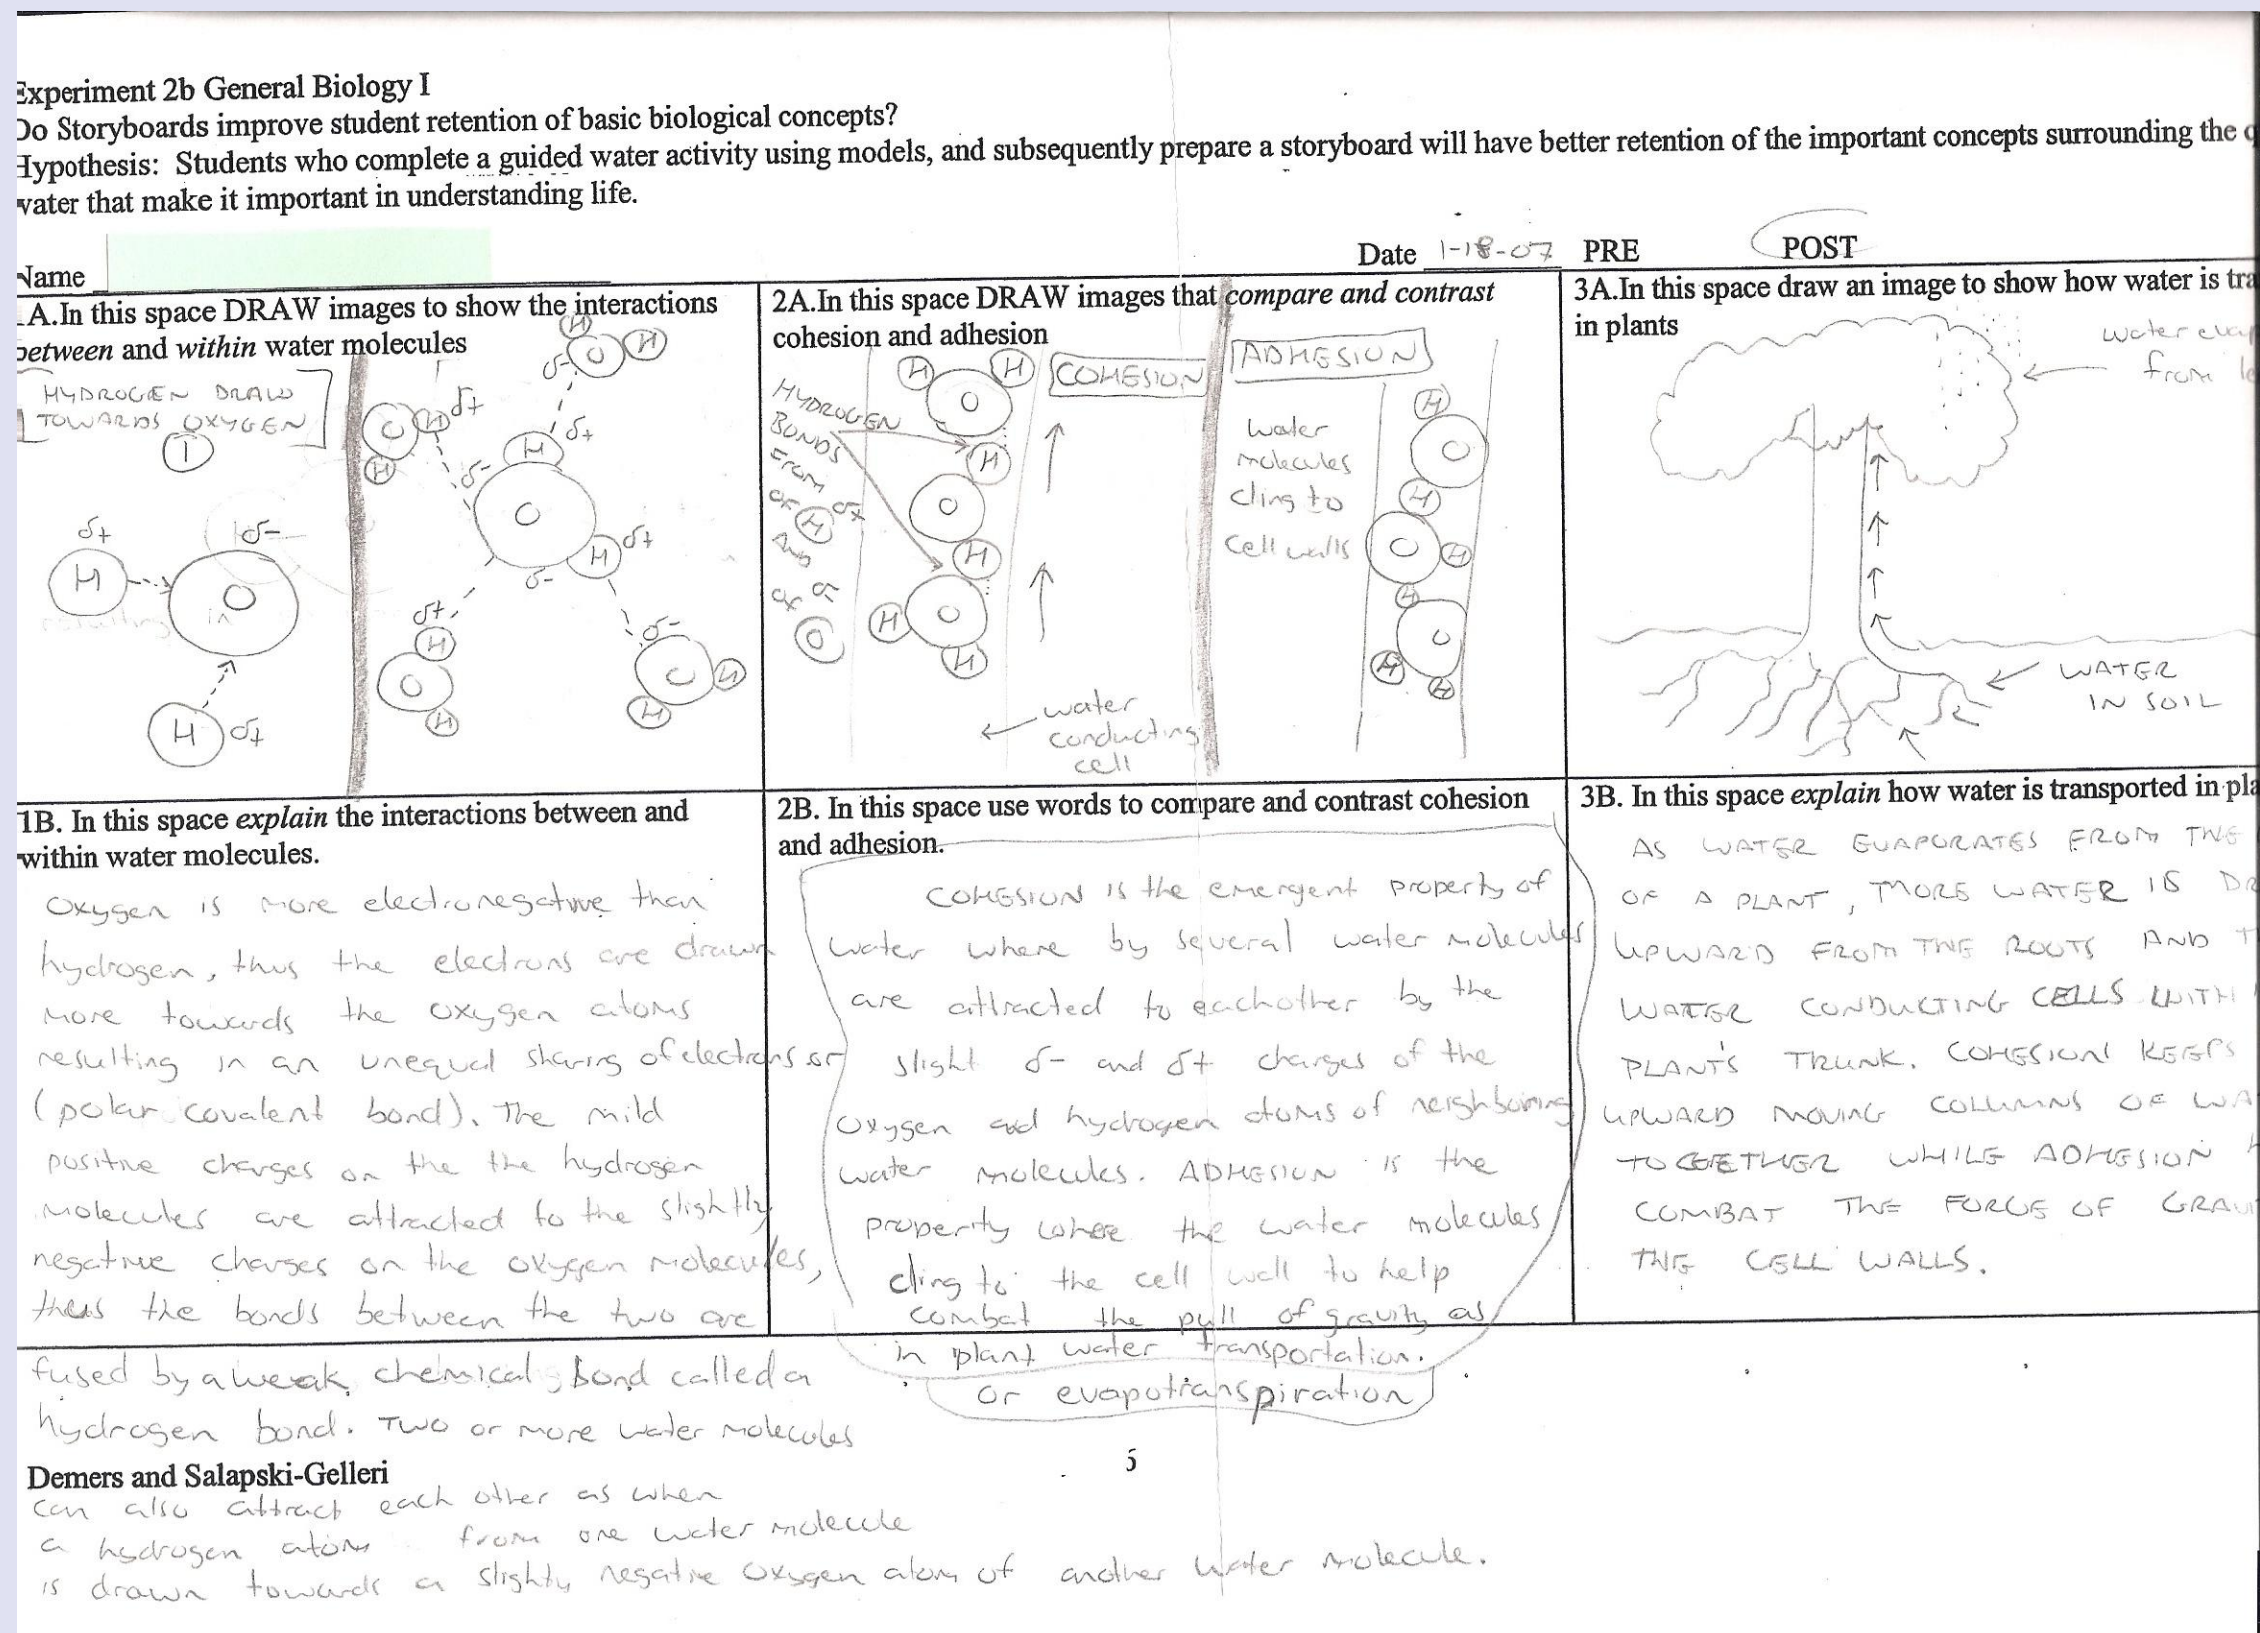 Experiment 2b General Biology I
Do Storyboards improve student retention of basic biological concepts?
Hypothesis: Students who complete a guided water activity using models, and subsequently prepare a storyboard will have better retention of the important concepts surrounding the q
water that make it important in understanding life.
Name
Date 1-18-07 PRE POST
1A.In this space DRAW images to show the interactions
between and within water molecules
HYDROGEN DRAW
TOWARDS OXYGEN
1
δ+
H
δ-
O
H
δ+
O
H
δ+
H
H
O
H
δ-
δ+
H
δ-
O
H
δ+
δ-
δ+
H
O
H
δ-
O
H
H
2A.In this space DRAW images that compare and contrast
cohesion and adhesion
HYDROGEN
BONDS
FROM
δ+
OF H
AND
δ-
OF
O
H
H
O
H
O
H
O
H
H
COHESION
water
conducting
cell
ADHESION
water
molecules
cling to
cell walls
H
O
H
O
H
H
O
H
H
3A.In this space draw an image to show how water is tra
in plants
water evap
from le
WATER
IN SOIL
1B. In this space explain the interactions between and
within water molecules.
Oxygen is more electronegative than
hydrogen, thus the electrons are drawn
more towards the oxygen atoms
resulting in an unequal sharing of electrons or
(polar covalent bond). The mild
positive charges on the the hydrogen
molecules are attracted to the slightly
negative charges on the oxygen molecules,
thus the bonds between the two are
fused by a weak chemical bond called a
hydrogen bond. Two or more water molecules
can also attract each other as when
a hydrogen atom from one water molecule
is drawn towards a slighty negative oxygen atom of another water molecule.
2B. In this space use words to compare and contrast cohesion
and adhesion.
COHESION is the emergent property of
water where by several water molecules
are attracted to eachother by the
slight δ- and δ+ charges of the
oxygen and hydrogen atoms of neighboring
water molecules. ADHESION is the
property where the water molecules
cling to the cell wall to help
combat the pull of gravity as
in plant water transportation.
or evapotranspiration
3B. In this space explain how water is transported in pla
AS WATER EVAPORATES FROM THE
OF A PLANT, MORE WATER IS DR
UPWARD FROM THE ROOTS AND T
WATER CONDUCTING CELLS WITH
PLANT'S TRUNK. COHESION KEEPS
UPWARD MOVING COLUMNS OF WA
TOGETHER WHILE ADHESION H
COMBAT THE FORCE OF GRAVI
THE CELL WALLS.
5
Demers and Salapski-Gelleri